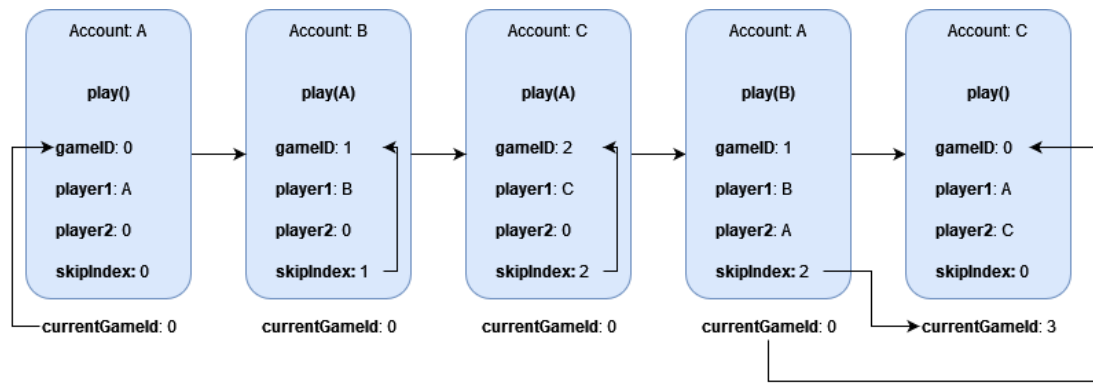 Account: A
play()
gameID: 0
player1: A
player2: 0
skipIndex: 0
currentGameId: 0
Account: B
play(A)
gameID: 1
player1: B
player2: 0
skipIndex: 1
currentGameId: 0
Account: C
play(A)
gameID: 2
player1: C
player2: 0
skipIndex: 2
currentGameId: 0
Account: A
play(B)
gameID: 1
player1: B
player2: A
skipIndex: 2
currentGameId: 0
Account: C
play()
gameID: 0
player1: A
player2: C
skipIndex: 0
currentGameId: 3